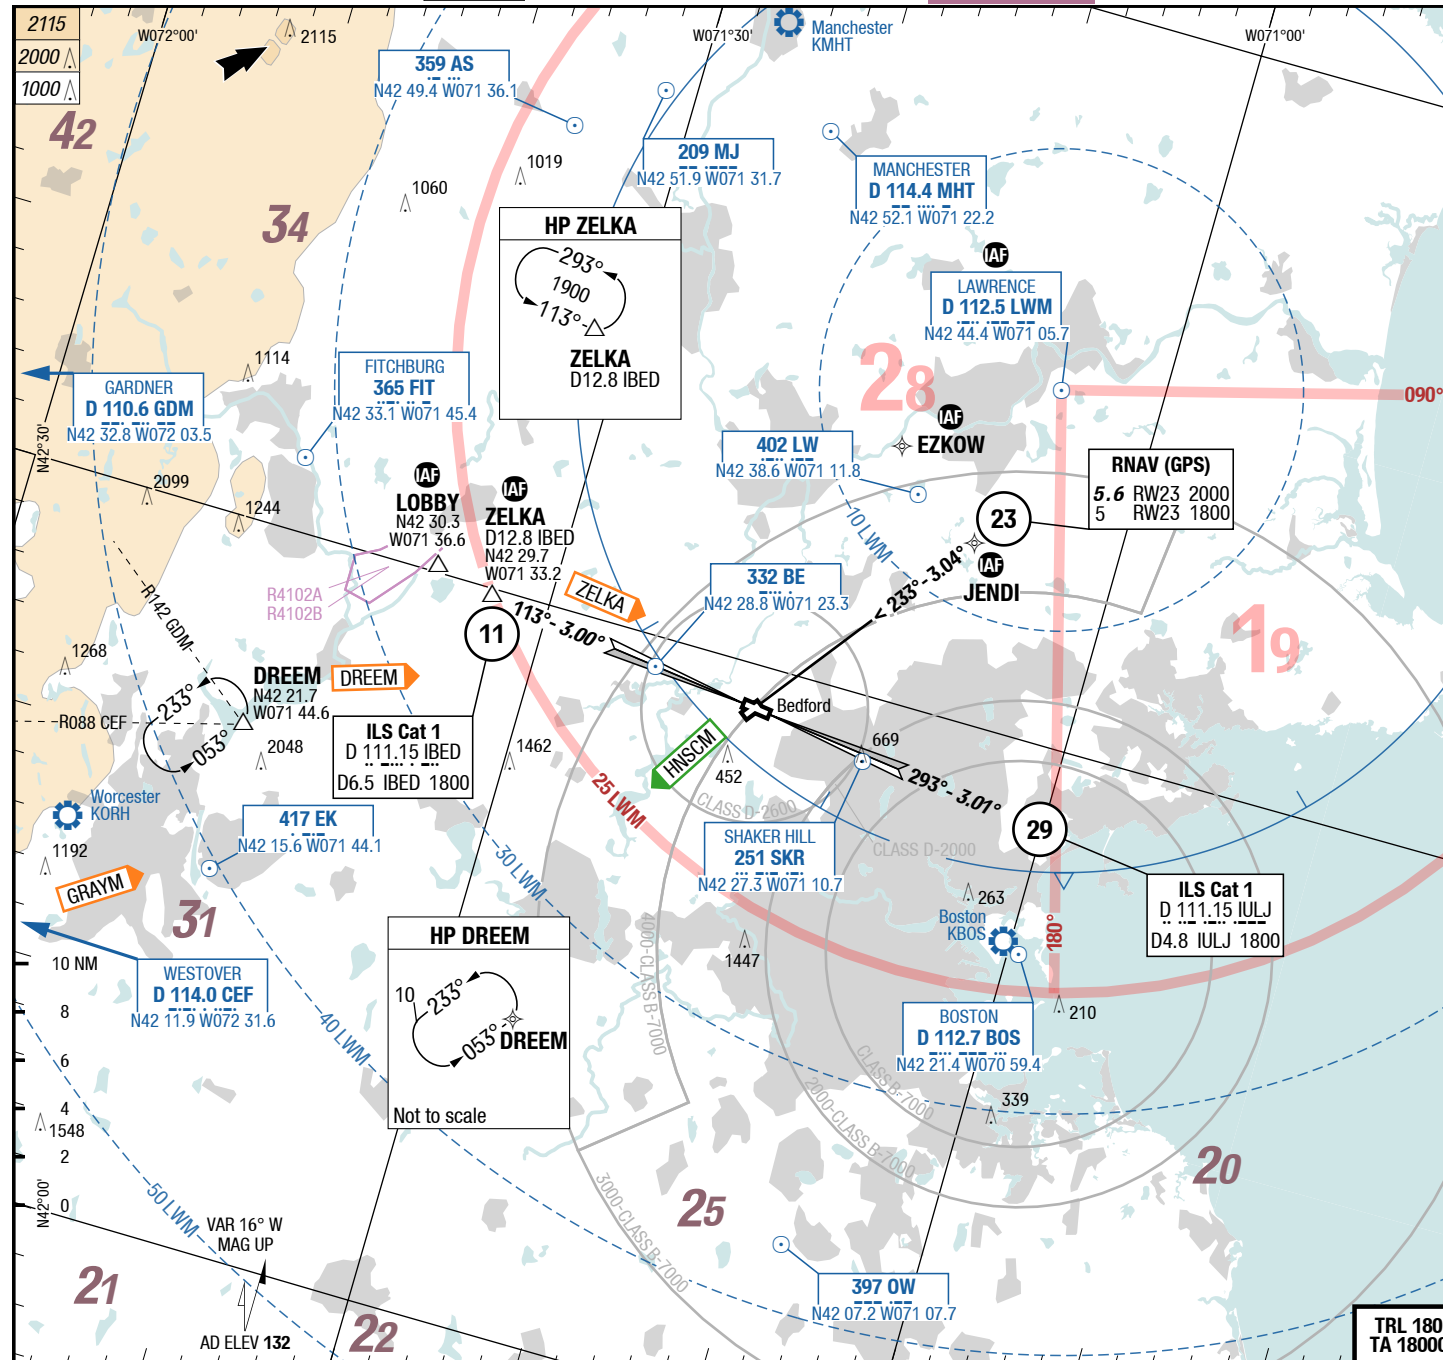 2115
2000
1000
W072°00'
2115
W071°30'
Manchester
KMHT
W071°00'
359 AS
N42 49.4 W071 36.1
42
34
1019
1060
209 MJ
N42 51.9 W071 31.7
MANCHESTER
D 114.4 MHT
N42 52.1 W071 22.2
HP ZELKA
293°
1900
113°
ZELKA
D12.8 IBED
IAF
LAWRENCE
D 112.5 LWM
N42 44.4 W071 05.7
28
090°
1114
GARDNER
D 110.6 GDM
N42 32.8 W072 03.5
FITCHBURG
365 FIT
N42 33.1 W071 45.4
N42°30'
2099
1244
402 LW
N42 38.6 W071 11.8
IAF
EZKOW
RNAV (GPS)
5.6 RW23 2000
5 RW23 1800
23
10 LWM
IAF
LOBBY
N42 30.3
W071 36.6
IAF
ZELKA
D12.8 IBED
N42 29.7
W071 33.2
R4102A
R4102B
ZELKA
332 BE
N42 28.8 W071 23.3
< 233° - 3.04°
IAF
JENDI
19
11
113° - 3.00°
R142 GDM
1268
DREEM
N42 21.7
W071 44.6
DREEM
233°
053°
R088 CEF
2048
ILS Cat 1
D 111.15 IBED
D6.5 IBED 1800
1462
Bedford
HNSCM
452
669
293° - 3.01°
29
CLASS D-2600
CLASS D-2000
25 LWM
Worcester
KORH
1192
417 EK
N42 15.6 W071 44.1
GRAYM
31
30 LWM
SHAKER HILL
251 SKR
N42 27.3 W071 10.7
ILS Cat 1
D 111.15 IULJ
D4.8 IULJ 1800
263
Boston
KBOS
180°
1447
4000-CLASS B-7000
10 NM
8
6
4
2
0
WESTOVER
D 114.0 CEF
N42 11.9 W072 31.6
HP DREEM
10
233°
053°
DREEM
Not to scale
40 LWM
BOSTON
D 112.7 BOS
N42 21.4 W070 59.4
210
CLASS B-7000
2000-CLASS B-7000
339
1548
20
N42°00'
50 LWM
VAR 16° W
MAG UP
3000-CLASS B-7000
25
21
22
AD ELEV 132
397 OW
N42 07.2 W071 07.7
TRL 180
TA 18000